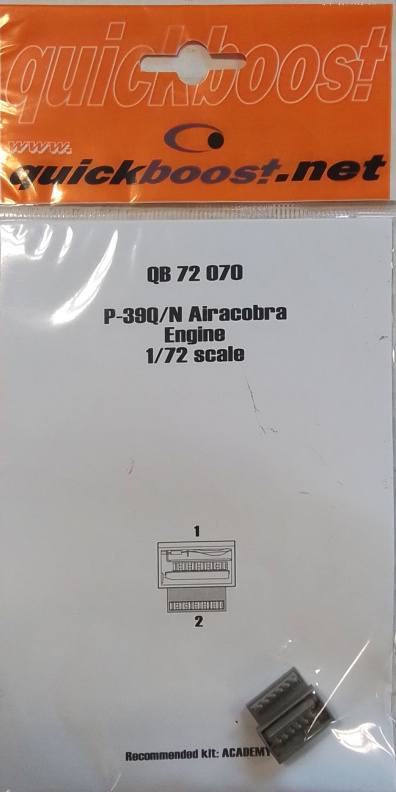 quickboost
www.
quickboost.net
QB 72 070
P-39Q/N Airacobra
Engine
1/72 scale
1
2
Recommended kit: ACADEMY